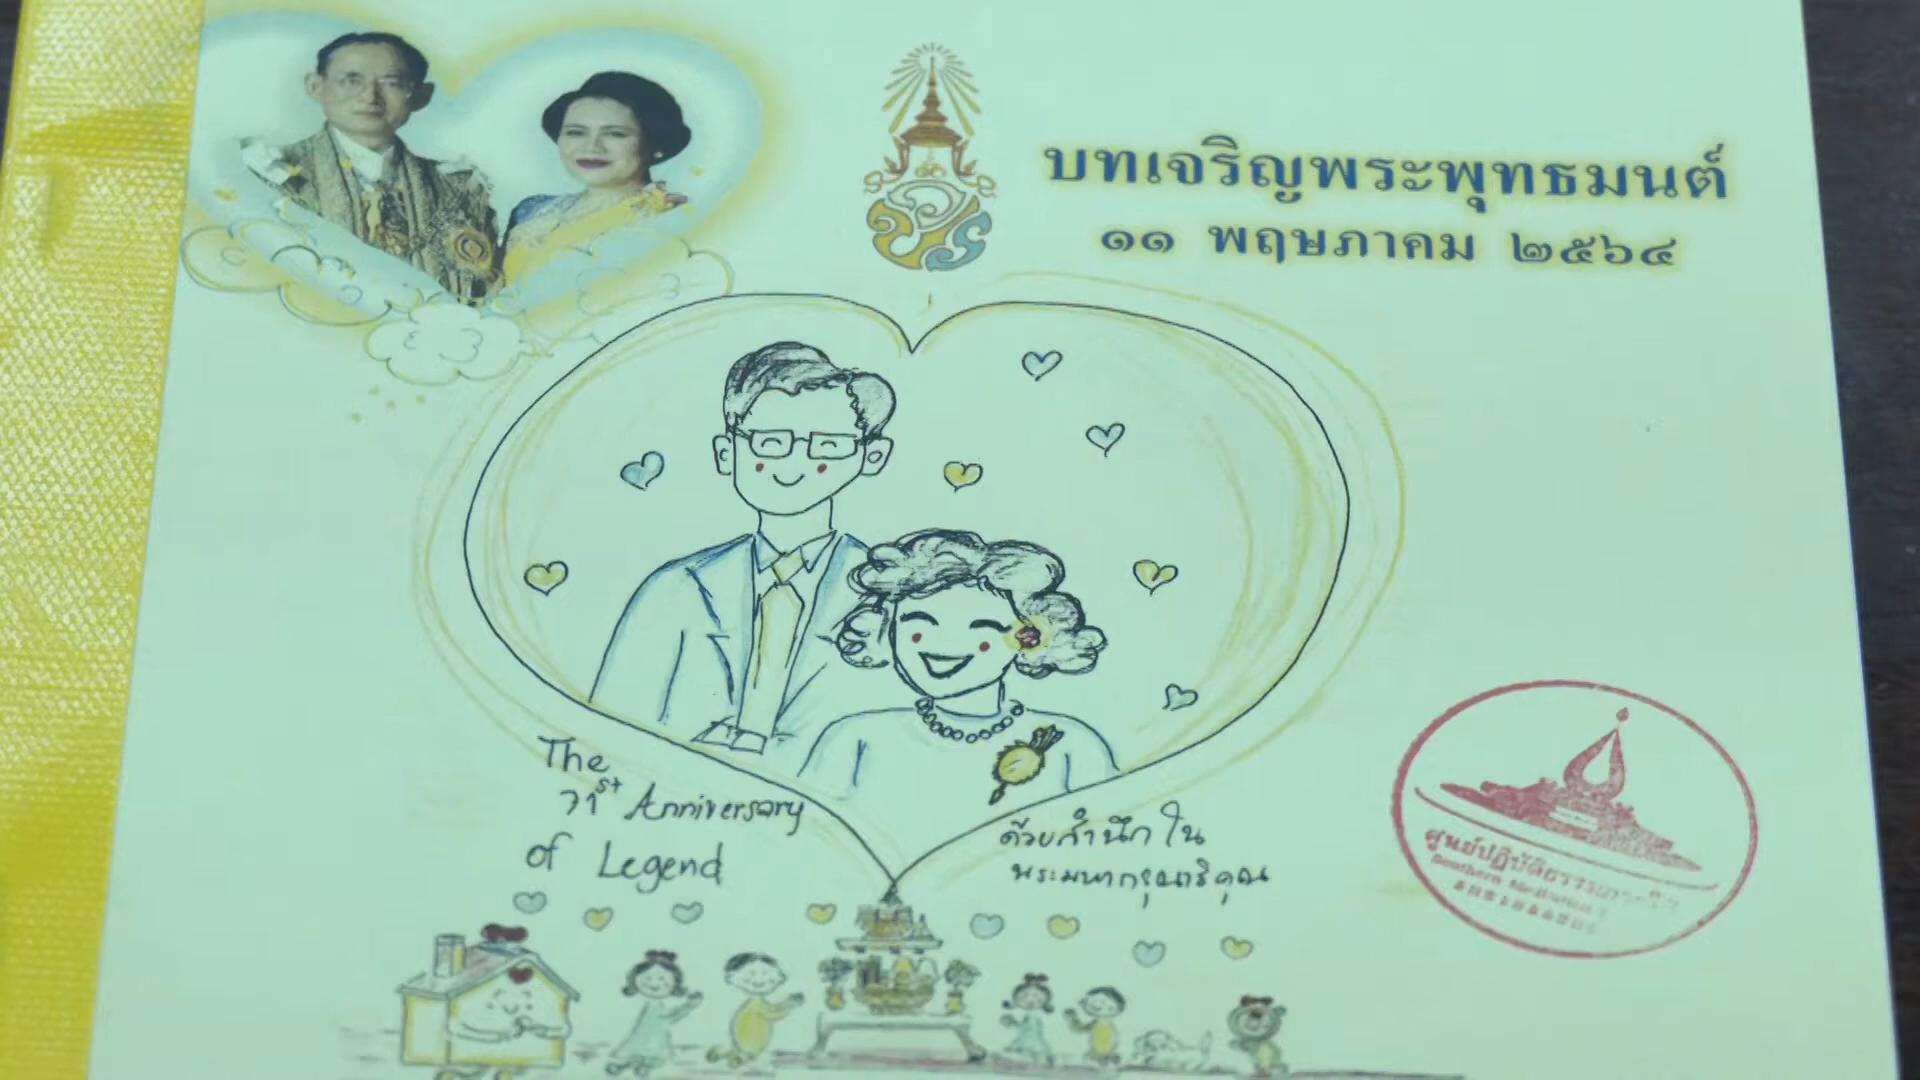 บทเจริญพระพุทธมนต์
๑๑ พฤษภาคม ๒๕๖๔
The
71st Anniversary
of Legend
ด้วยสำนึกใน
พระมหากรุณาธิคุณ
ศูนย์ปฏิบัติธรรม
Southern